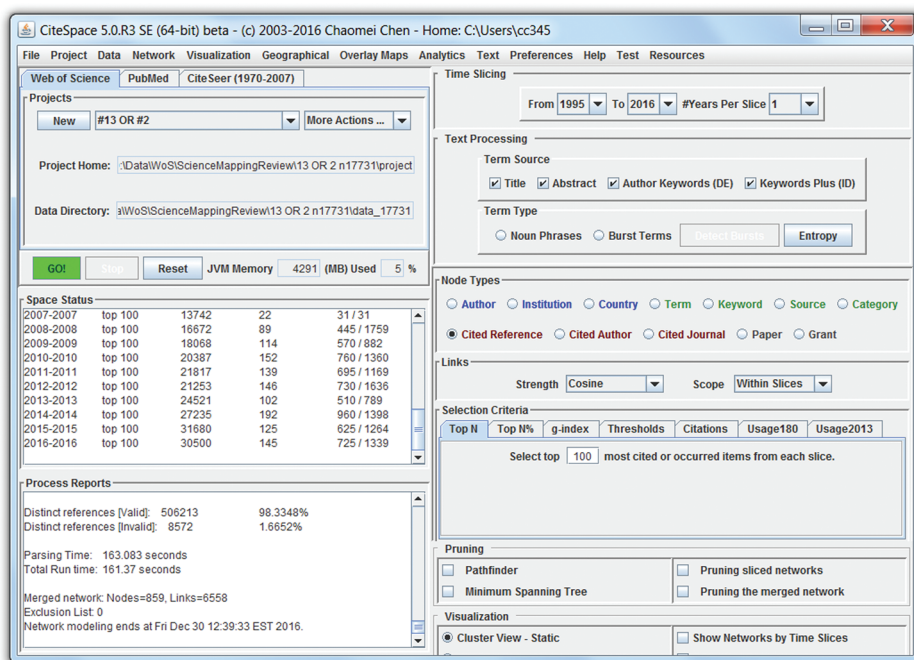 CiteSpace 5.0.R3 SE (64-bit) beta - (c) 2003-2016 Chaomei Chen - Home: C:\Users\cc345
File Project Data Network Visualization Geographical Overlay Maps Analytics Text Preferences Help Test Resources
Web of Science PubMed CiteSeer (1970-2007)
Projects
New #13 OR #2 More Actions ...
Project Home: :\Data\WoS\ScienceMappingReview\13 OR 2 n17731\project
Data Directory: a\WoS\ScienceMappingReview\13 OR 2 n17731\data_17731
GO! Stop Reset JVM Memory 4291 (MB) Used 5 %
Space Status
2007-2007 top 100 13742 22 31 / 31
2008-2008 top 100 16672 89 445 / 1759
2009-2009 top 100 18068 114 570 / 882
2010-2010 top 100 20387 152 760 / 1360
2011-2011 top 100 21817 139 695 / 1169
2012-2012 top 100 21253 146 730 / 1636
2013-2013 top 100 24521 102 510 / 789
2014-2014 top 100 27235 192 960 / 1398
2015-2015 top 100 31680 125 625 / 1264
2016-2016 top 100 30500 145 725 / 1339
Process Reports
Distinct references [Valid]: 506213 98.3348%
Distinct references [Invalid]: 8572 1.6652%
Parsing Time: 163.083 seconds
Total Run time: 161.37 seconds
Merged network: Nodes=859, Links=6558
Exclusion List: 0
Network modeling ends at Fri Dec 30 12:39:33 EST 2016.
Time Slicing
From 1995 To 2016 #Years Per Slice 1
Text Processing
Term Source
Title Abstract Author Keywords (DE) Keywords Plus (ID)
Term Type
Noun Phrases Burst Terms Detect Bursts Entropy
Node Types
Author Institution Country Term Keyword Source Category
Cited Reference Cited Author Cited Journal Paper Grant
Links
Strength Cosine Scope Within Slices
Selection Criteria
Top N Top N% g-index Thresholds Citations Usage180 Usage2013
Select top 100 most cited or occurred items from each slice.
Pruning
Pathfinder Pruning sliced networks
Minimum Spanning Tree Pruning the merged network
Visualization
Cluster View - Static Show Networks by Time Slices